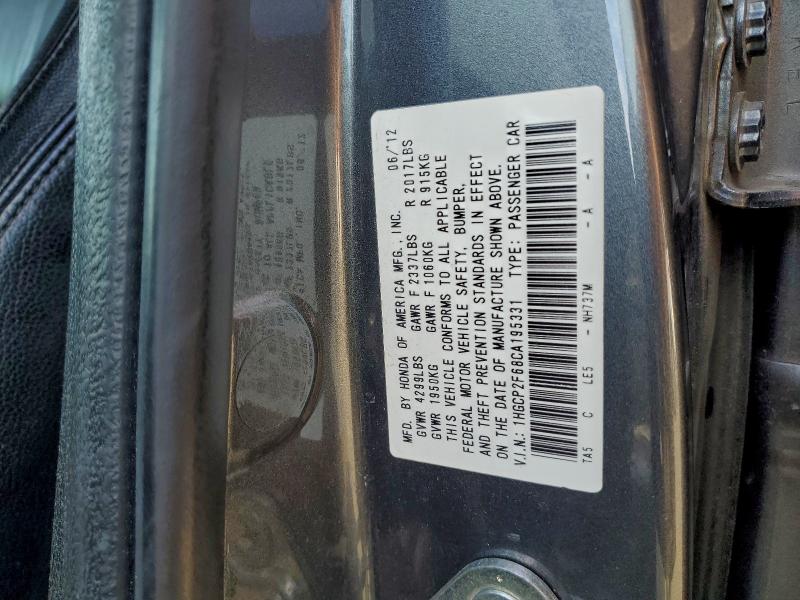 MFD. BY HONDA OF AMERICA MFG., INC. 06/12
GVWR 4299LBS GAWR F 2337LBS R 2017LBS
GVWR 1950KG GAWR F 1060KG R 915KG
THIS VEHICLE CONFORMS TO ALL APPLICABLE
FEDERAL MOTOR VEHICLE SAFETY, BUMPER,
AND THEFT PREVENTION STANDARDS IN EFFECT
ON THE DATE OF MANUFACTURE SHOWN ABOVE.
V.I.N.: 1HGCP2F68CA195331 TYPE: PASSENGER CAR
TA5 C LE5 - NH737M - A - A